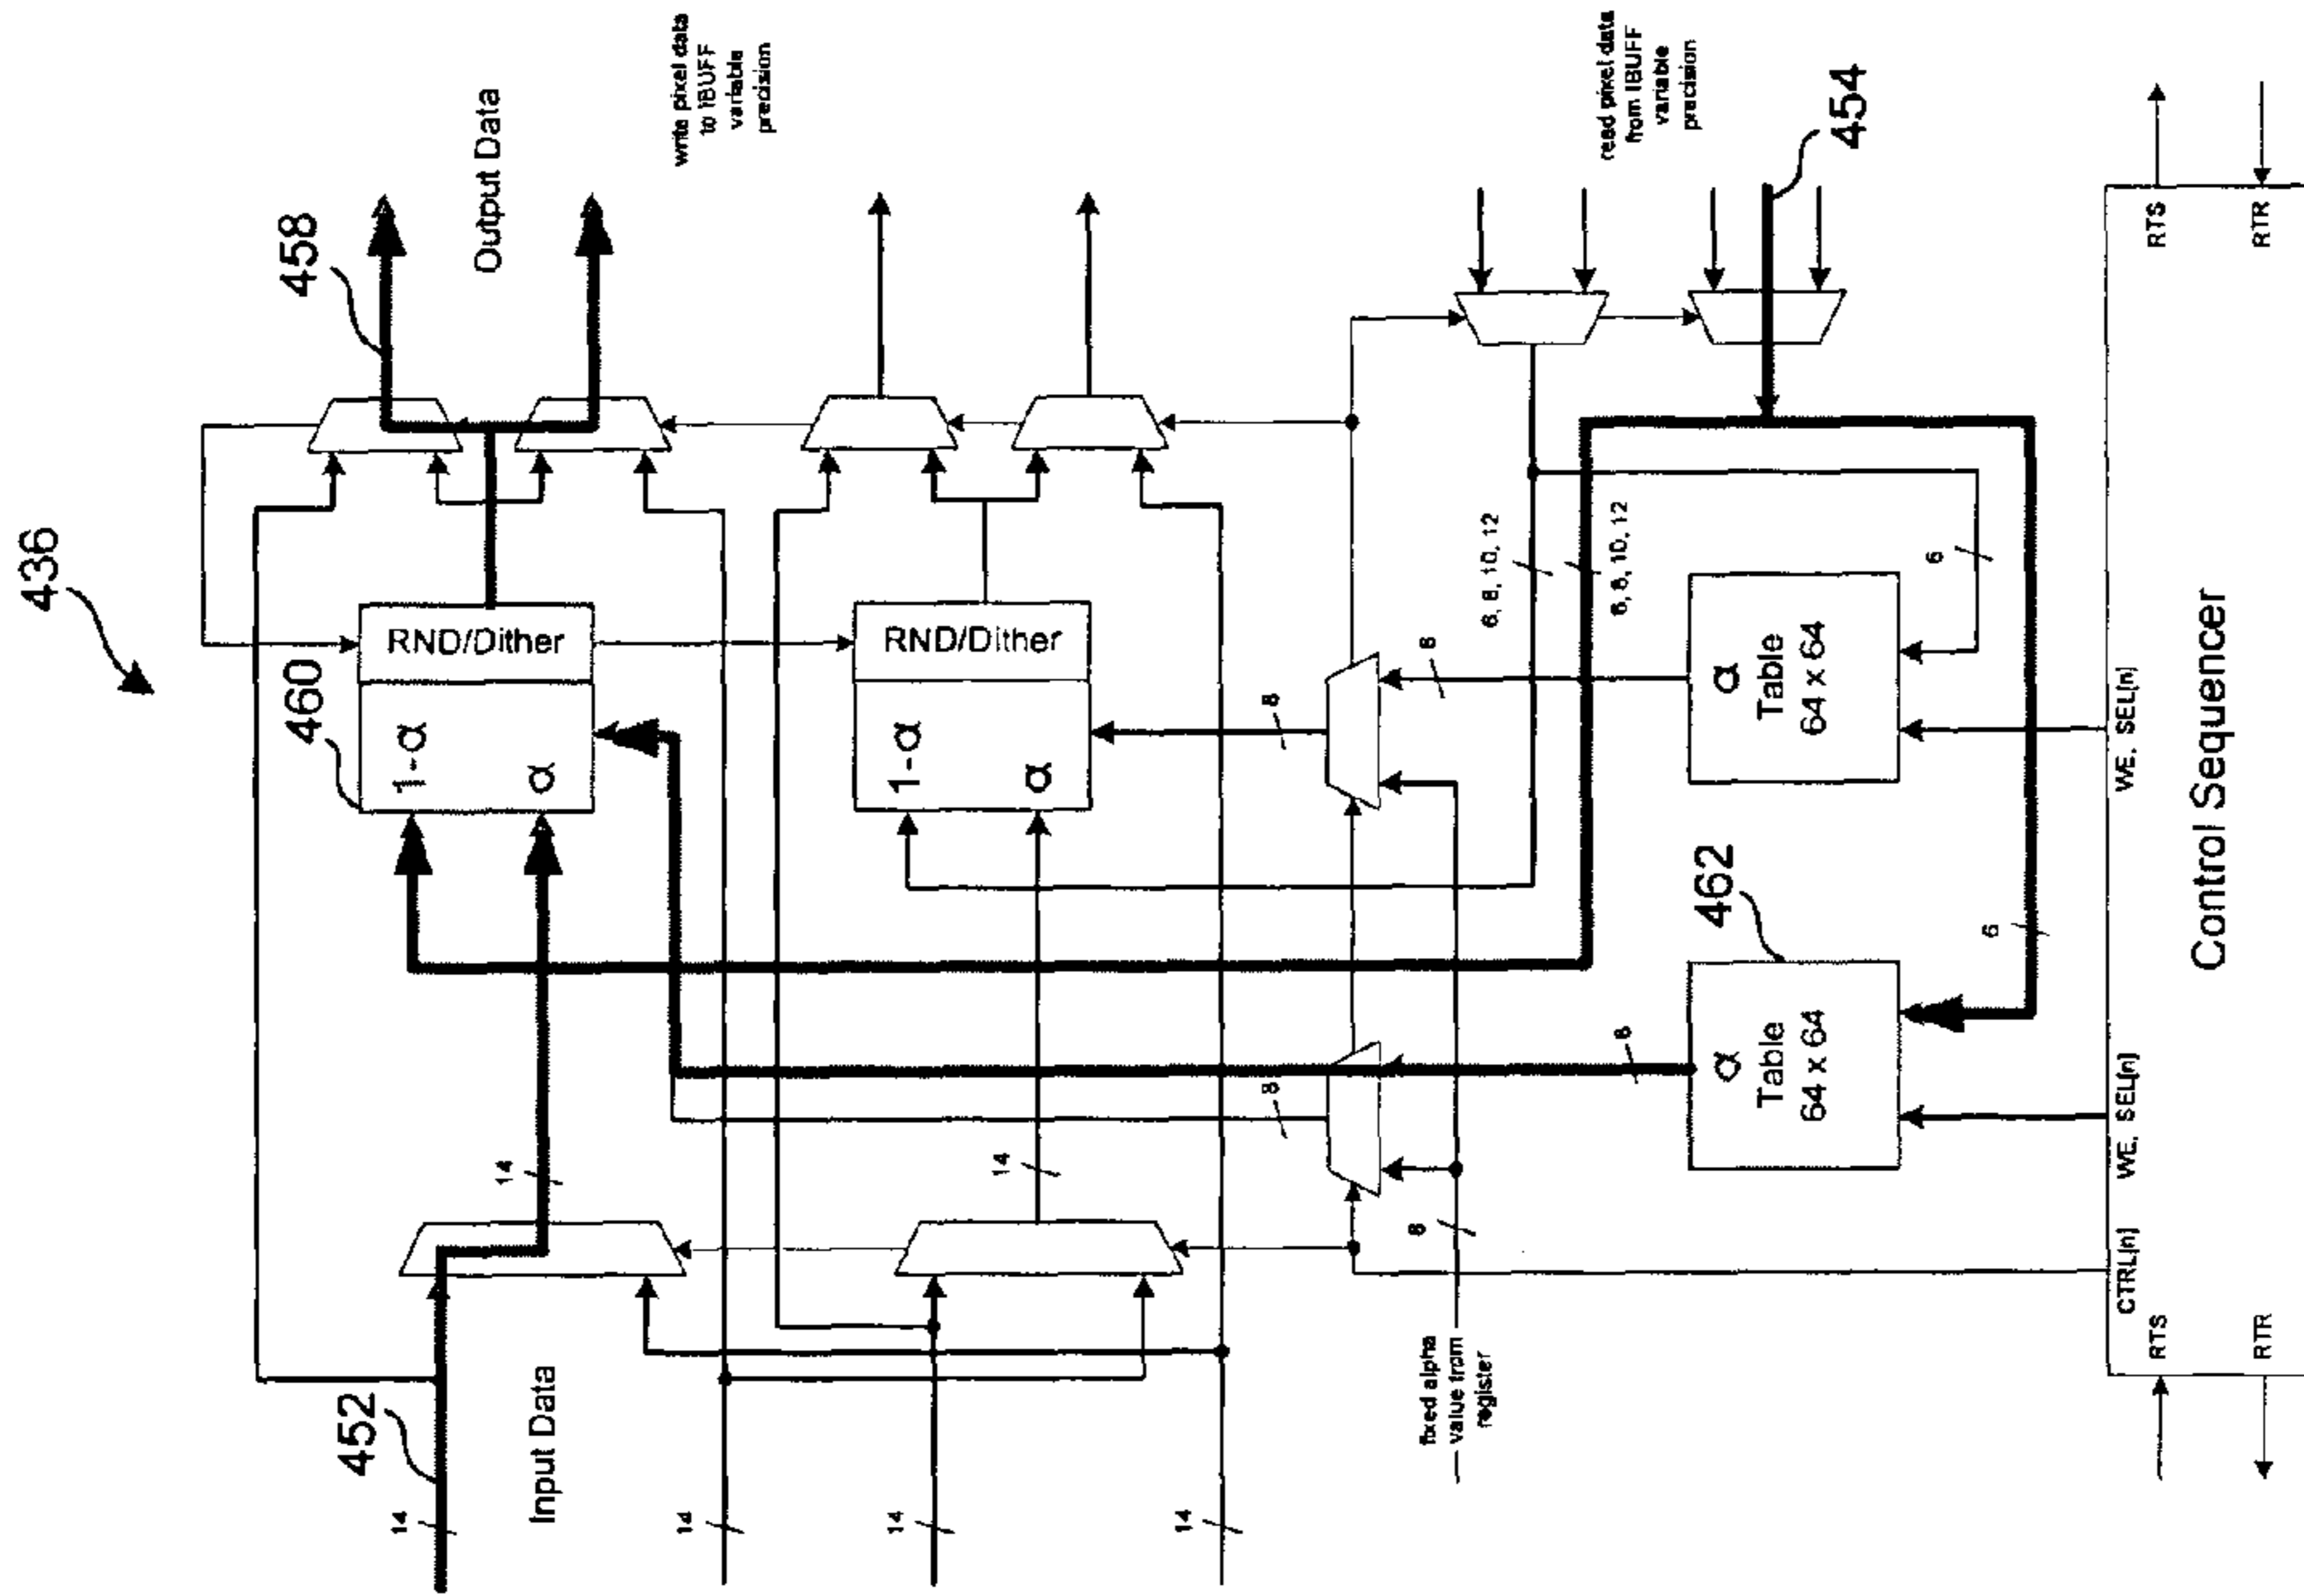 436
458
Output Data
write pixel data
to IBUFF
variable
precision
460
RND/Dither
1-α
α
RND/Dither
1-α
α
452
14
Input Data
14
14
14
14
14
8
8
6
6
8
fixed alpha
value from
register
6, 8, 10, 12
6, 8, 10, 12
read pixel data
from IBUFF
variable
precision
454
462
α
Table
64 x 64
α
Table
64 x 64
6
6
CTRL[n]
WE, SEL[n]
WE, SEL[n]
RTS
RTR
RTS
RTR
Control Sequencer